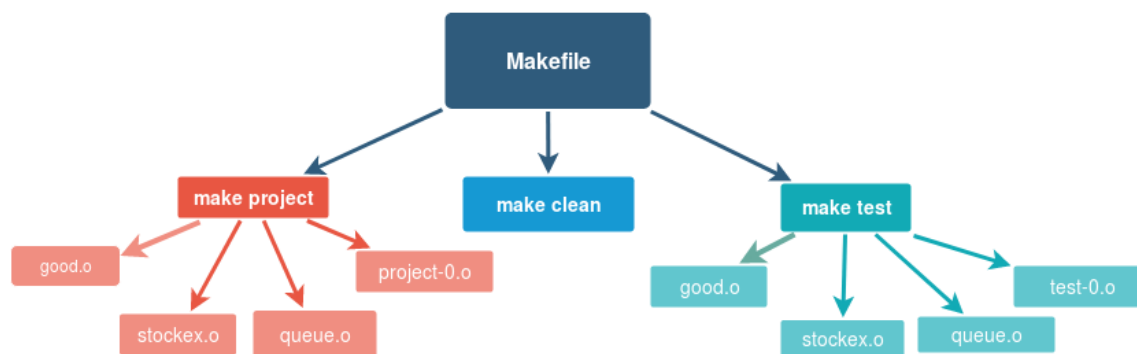 Makefile
make project
make clean
make test
good.o
project-0.o
good.o
test-0.o
stockex.o
queue.o
stockex.o
queue.o